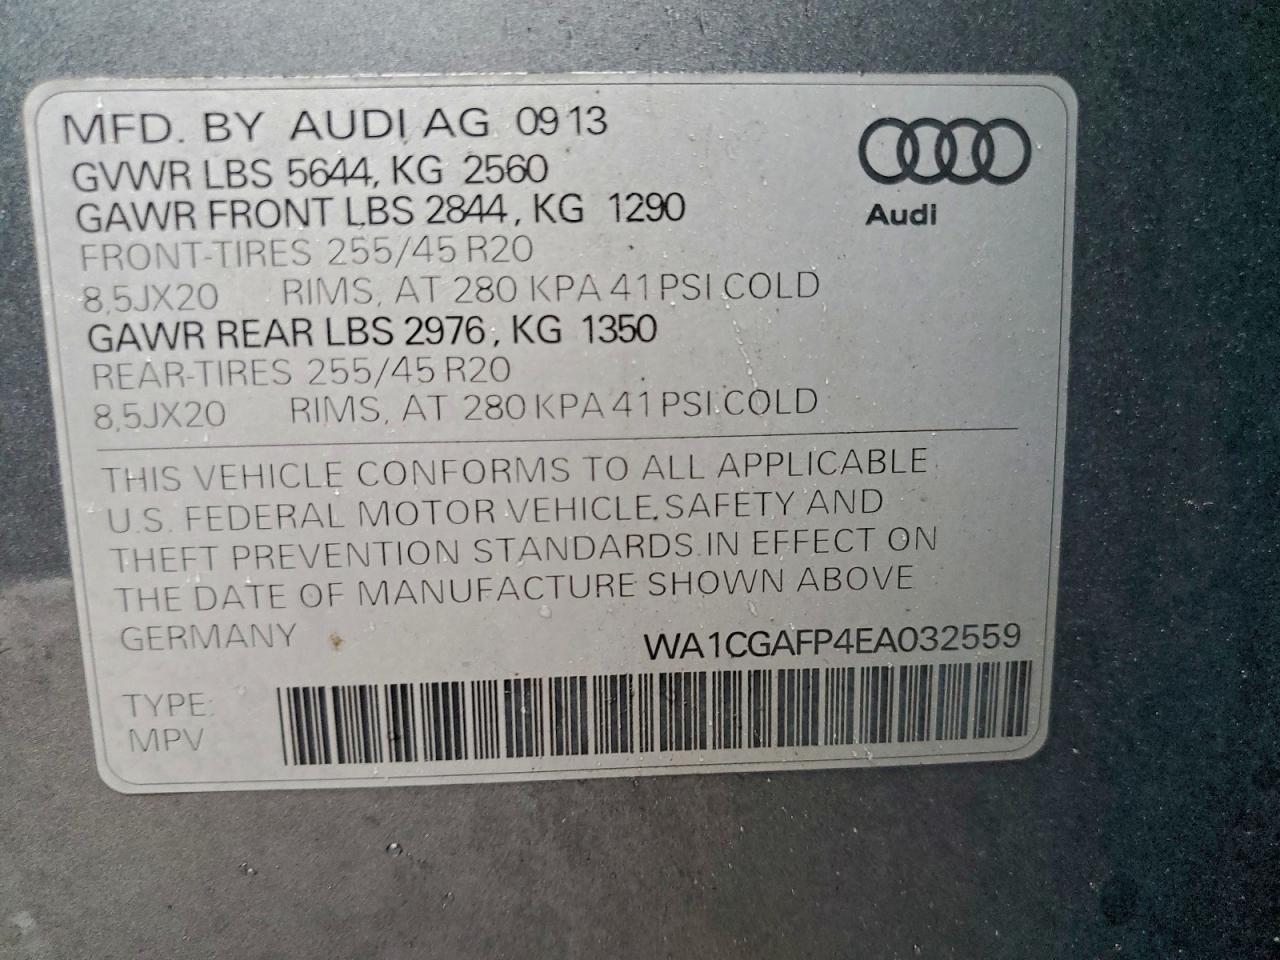 MFD. BY AUDI AG 09 13
GVWR LBS 5644, KG 2560
GAWR FRONT LBS 2844, KG 1290
FRONT-TIRES 255/45 R20
8,5JX20 RIMS, AT 280 KPA 41 PSI COLD
GAWR REAR LBS 2976, KG 1350
REAR-TIRES 255/45 R20
8,5JX20 RIMS, AT 280 KPA 41 PSI COLD
Audi
THIS VEHICLE CONFORMS TO ALL APPLICABLE
U.S. FEDERAL MOTOR VEHICLE SAFETY AND
THEFT PREVENTION STANDARDS IN EFFECT ON
THE DATE OF MANUFACTURE SHOWN ABOVE
GERMANY WA1CGAFP4EA032559
TYPE:
MPV